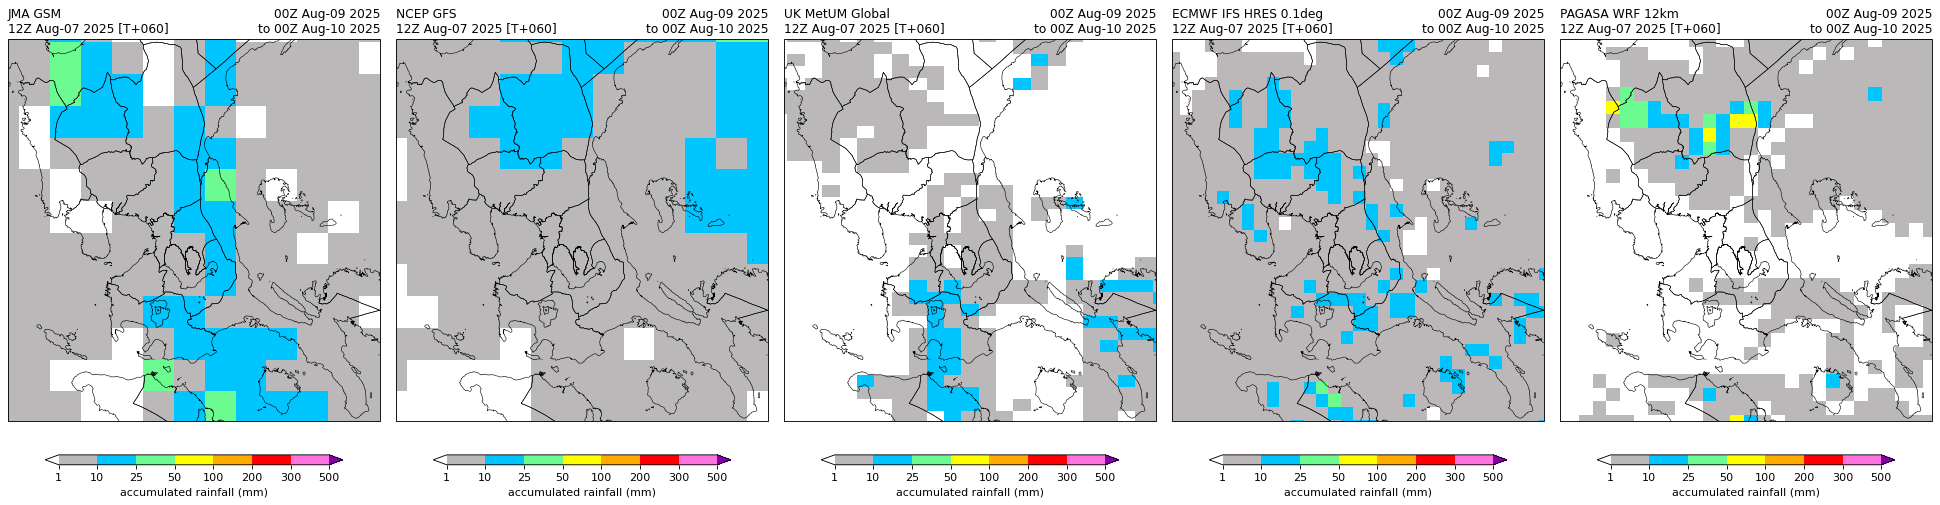 JMA GSM 00Z Aug-09 2025
12Z Aug-07 2025 [T+060] to 00Z Aug-10 2025
NCEP GFS 00Z Aug-09 2025
12Z Aug-07 2025 [T+060] to 00Z Aug-10 2025
UK MetUM Global 00Z Aug-09 2025
12Z Aug-07 2025 [T+060] to 00Z Aug-10 2025
ECMWF IFS HRES 0.1deg 00Z Aug-09 2025
12Z Aug-07 2025 [T+060] to 00Z Aug-10 2025
PAGASA WRF 12km 00Z Aug-09 2025
12Z Aug-07 2025 [T+060] to 00Z Aug-10 2025
1 10 25 50 100 200 300 500
accumulated rainfall (mm)
1 10 25 50 100 200 300 500
accumulated rainfall (mm)
1 10 25 50 100 200 300 500
accumulated rainfall (mm)
1 10 25 50 100 200 300 500
accumulated rainfall (mm)
1 10 25 50 100 200 300 500
accumulated rainfall (mm)